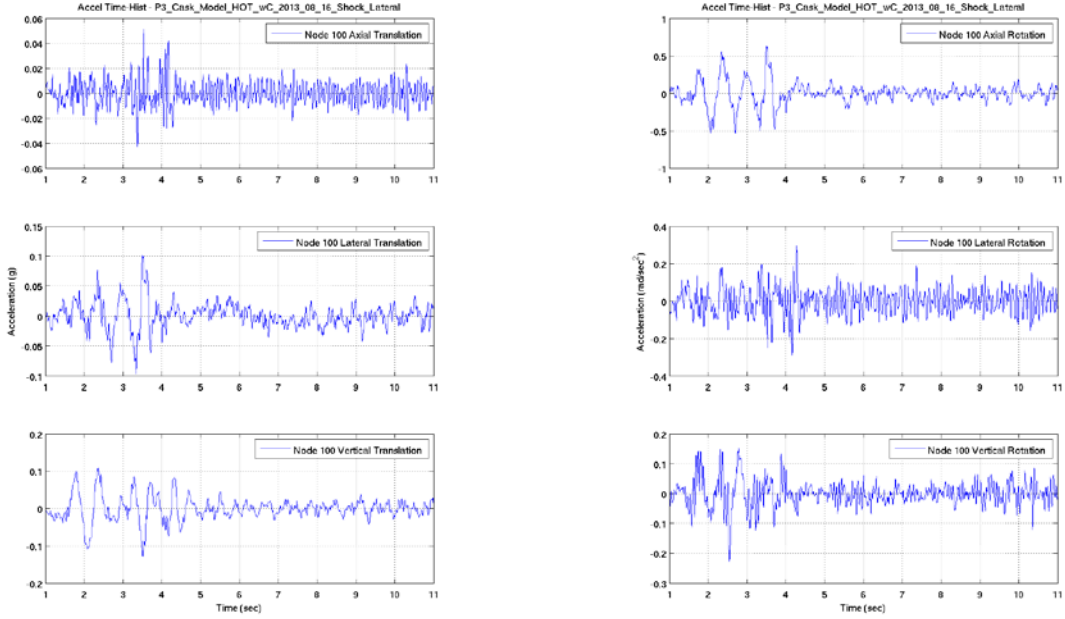 Accel Time-Hist - P3_Cask_Model_HOT_wC_2013_08_16_Shock_Lateral
Node 100 Axial Translation
0.06
0.04
0.02
0
-0.02
-0.04
-0.06
1 2 3 4 5 6 7 8 9 10 11
Node 100 Lateral Translation
Acceleration (g)
0.15
0.1
0.05
0
-0.05
-0.1
1 2 3 4 5 6 7 8 9 10 11
Node 100 Vertical Translation
0.2
0.1
0
-0.1
-0.2
1 2 3 4 5 6 7 8 9 10 11
Time (sec)
Accel Time-Hist - P3_Cask_Model_HOT_wC_2013_08_16_Shock_Lateral
Node 100 Axial Rotation
1
0.5
0
-0.5
-1
1 2 3 4 5 6 7 8 9 10 11
Node 100 Lateral Rotation
Acceleration (rad/sec²)
0.4
0.2
0
-0.2
-0.4
1 2 3 4 5 6 7 8 9 10 11
Node 100 Vertical Rotation
0.2
0.1
0
-0.1
-0.2
-0.3
1 2 3 4 5 6 7 8 9 10 11
Time (sec)